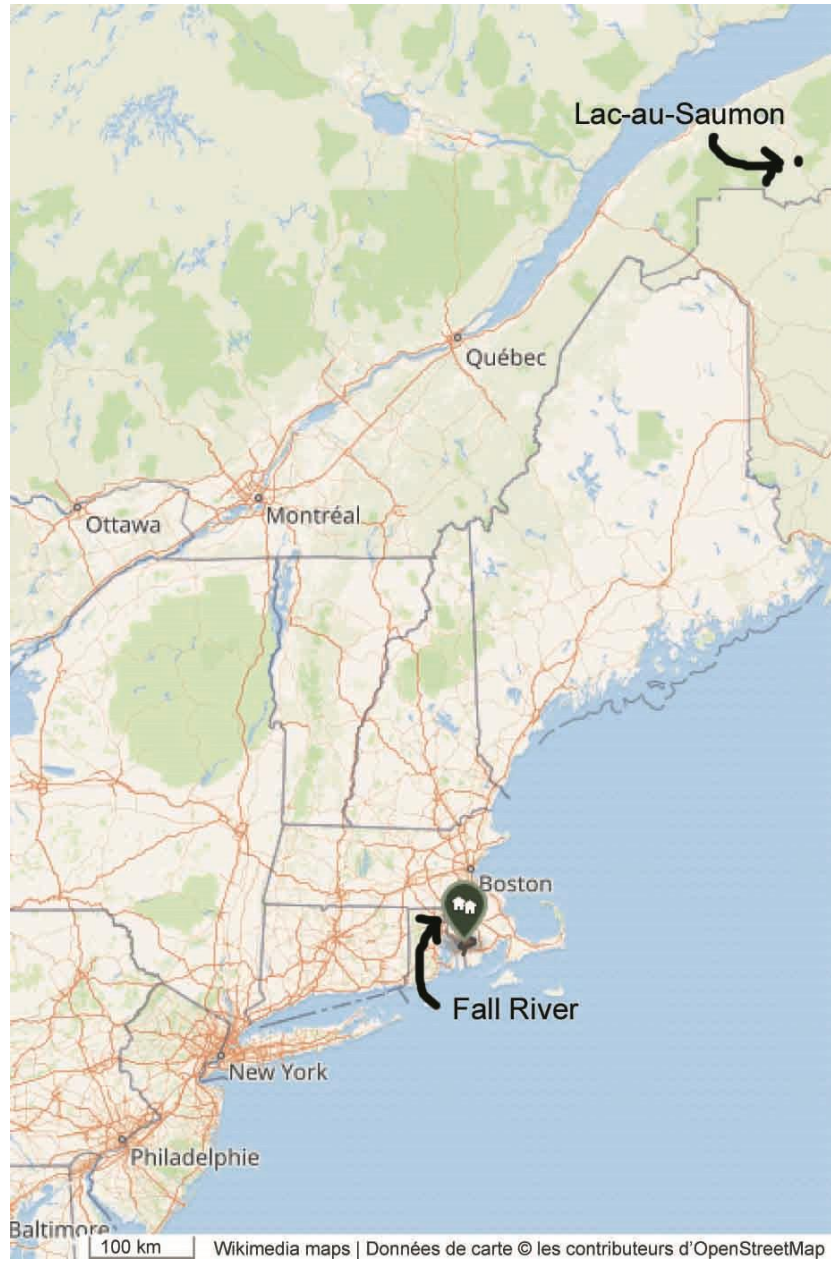 Lac-au-Saumon
Québec
Ottawa
Montréal
Boston
Fall River
New York
Philadelphie
Baltimore
100 km
Wikimedia maps | Données de carte © les contributeurs d'OpenStreetMap